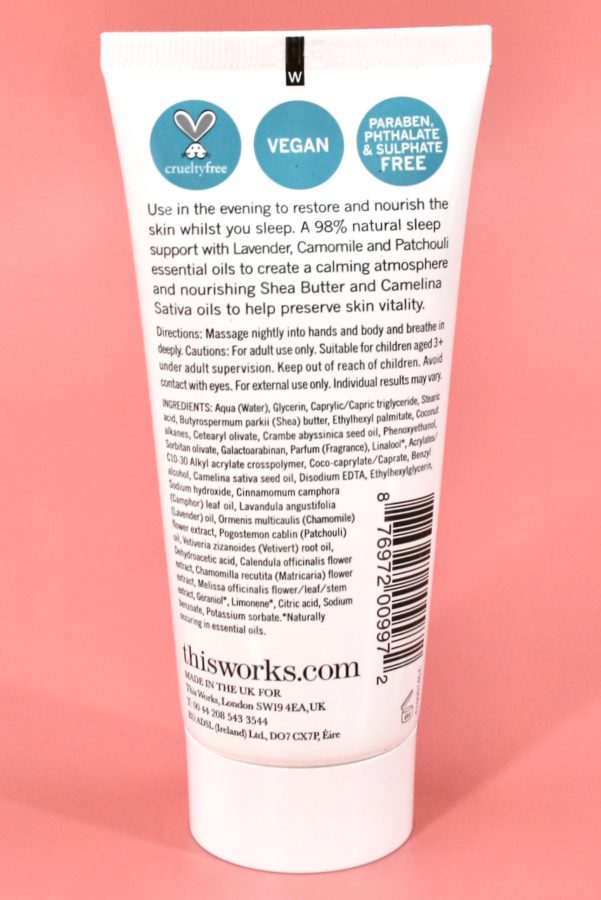 W
crueltyfree
VEGAN
PARABEN,
PHTHALATE
& SULPHATE
FREE
Use in the evening to restore and nourish the
skin whilst you sleep. A 98% natural sleep
support with Lavender, Camomile and Patchouli
essential oils to create a calming atmosphere
and nourishing Shea Butter and Camelina
Sativa oils to help preserve skin vitality.
Directions: Massage nightly into hands and body and breathe in
deeply. Cautions: For adult use only. Suitable for children aged 3+
under adult supervision. Keep out of reach of children. Avoid
contact with eyes. For external use only. Individual results may vary.
INGREDIENTS: Aqua (Water), Glycerin, Caprylic/Capric triglyceride, Stearic
acid, Butyrospermum parkii (Shea) butter, Ethylhexyl palmitate, Coconut
alkanes, Cetearyl olivate, Crambe abyssinica seed oil, Phenoxyethanol,
Sorbitan olivate, Galactoarabinan, Parfum (Fragrance), Linalool*, Acrylates/
C10-30 Alkyl acrylate crosspolymer, Coco-caprylate/Caprate, Benzyl
alcohol, Camelina sativa seed oil, Disodium EDTA, Ethylhexylglycerin,
Sodium hydroxide, Cinnamomum camphora
(Camphor) leaf oil, Lavandula angustifolia
(Lavender) oil, Ormenis multicaulis (Chamomile)
flower extract, Pogostemon cablin (Patchouli)
oil, Vetiveria zizanoides (Vetivert) root oil,
Dehydroacetic acid, Calendula officinalis flower
extract, Chamomilla recutita (Matricaria) flower
extract, Melissa officinalis flower/leaf/stem
extract, Geraniol*, Limonene*, Citric acid, Sodium
benzoate, Potassium sorbate.*Naturally
occuring in essential oils.
8 76972 00997 2
thisworks.com
MADE IN THE UK FOR
This Works, London SW19 4EA, UK
T: 00 44 208 543 3544
EU ADSL (Ireland) Ltd., DO7 CX7P, Éire